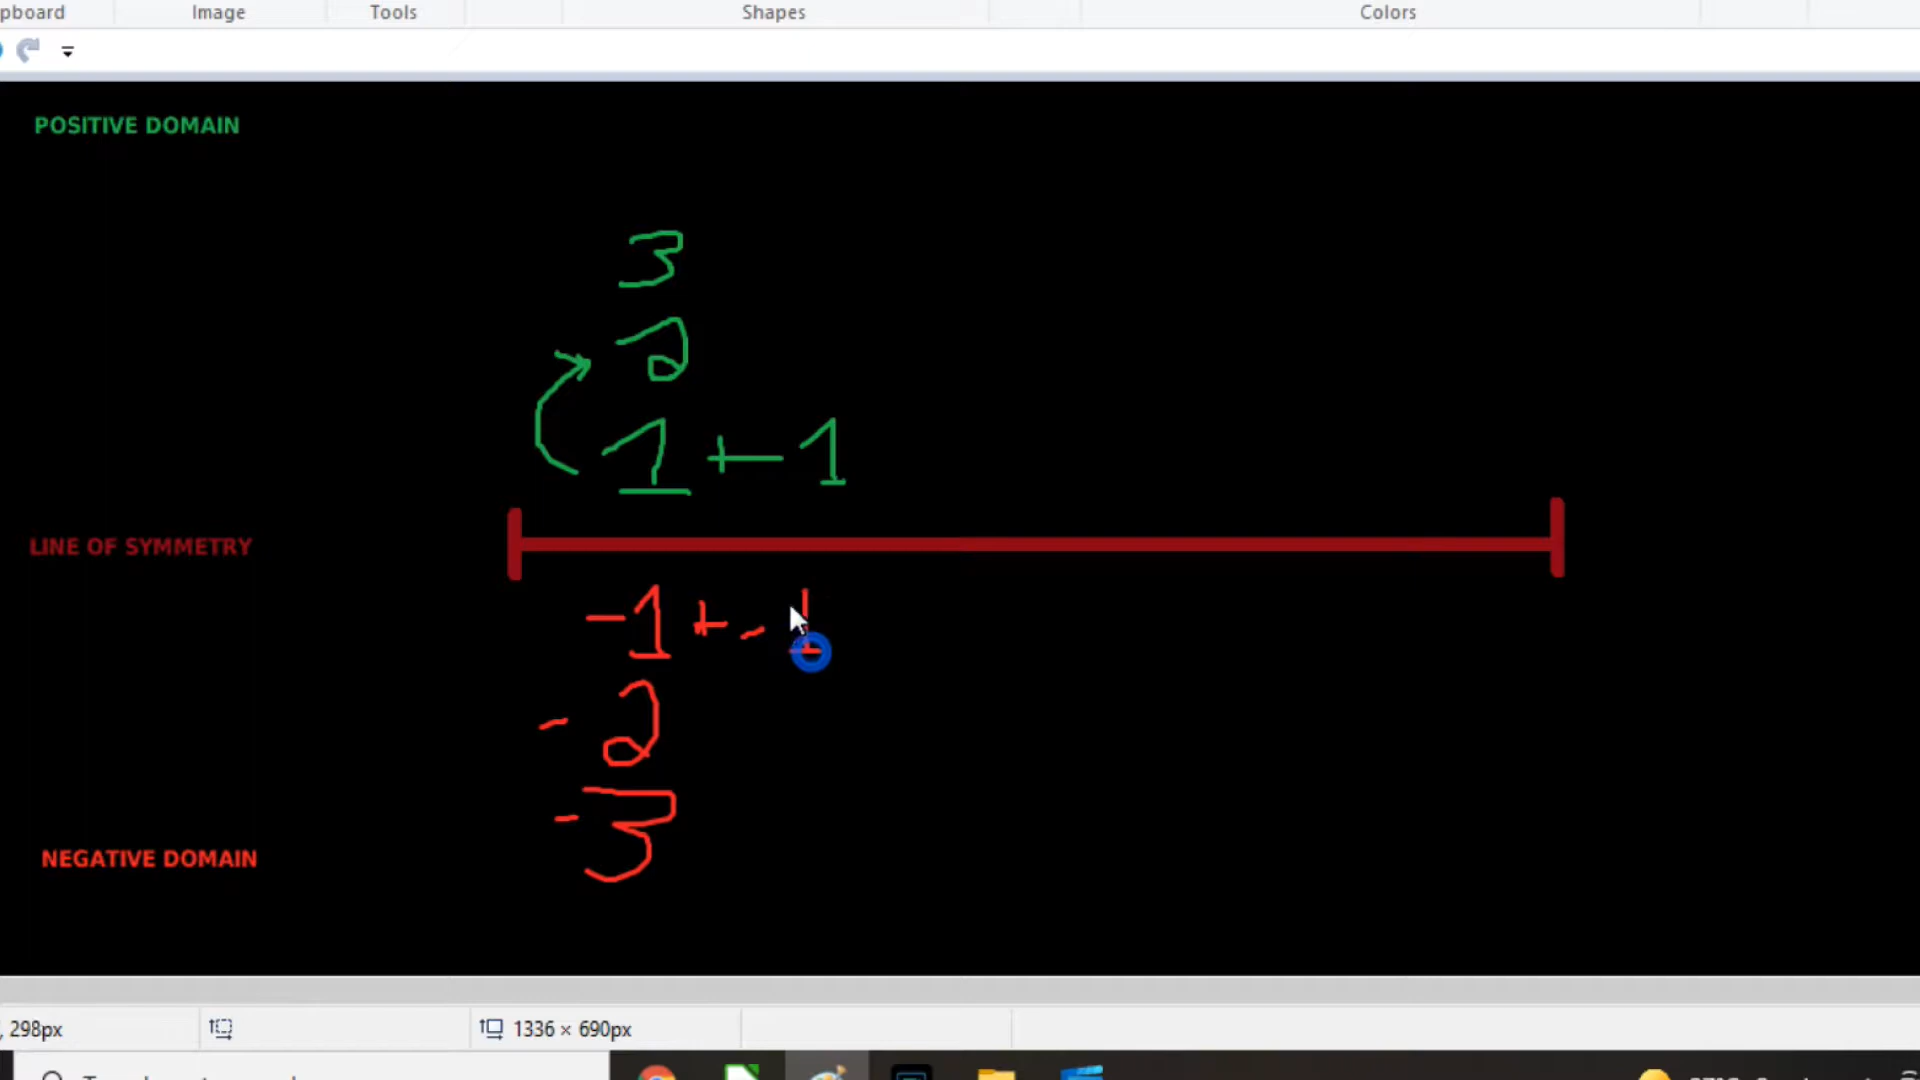 pboard Image Tools Shapes Colors
POSITIVE DOMAIN
3
2
1 + 1
LINE OF SYMMETRY
-1 + - 1
- 2
- 3
NEGATIVE DOMAIN
, 298px 1336 × 690px